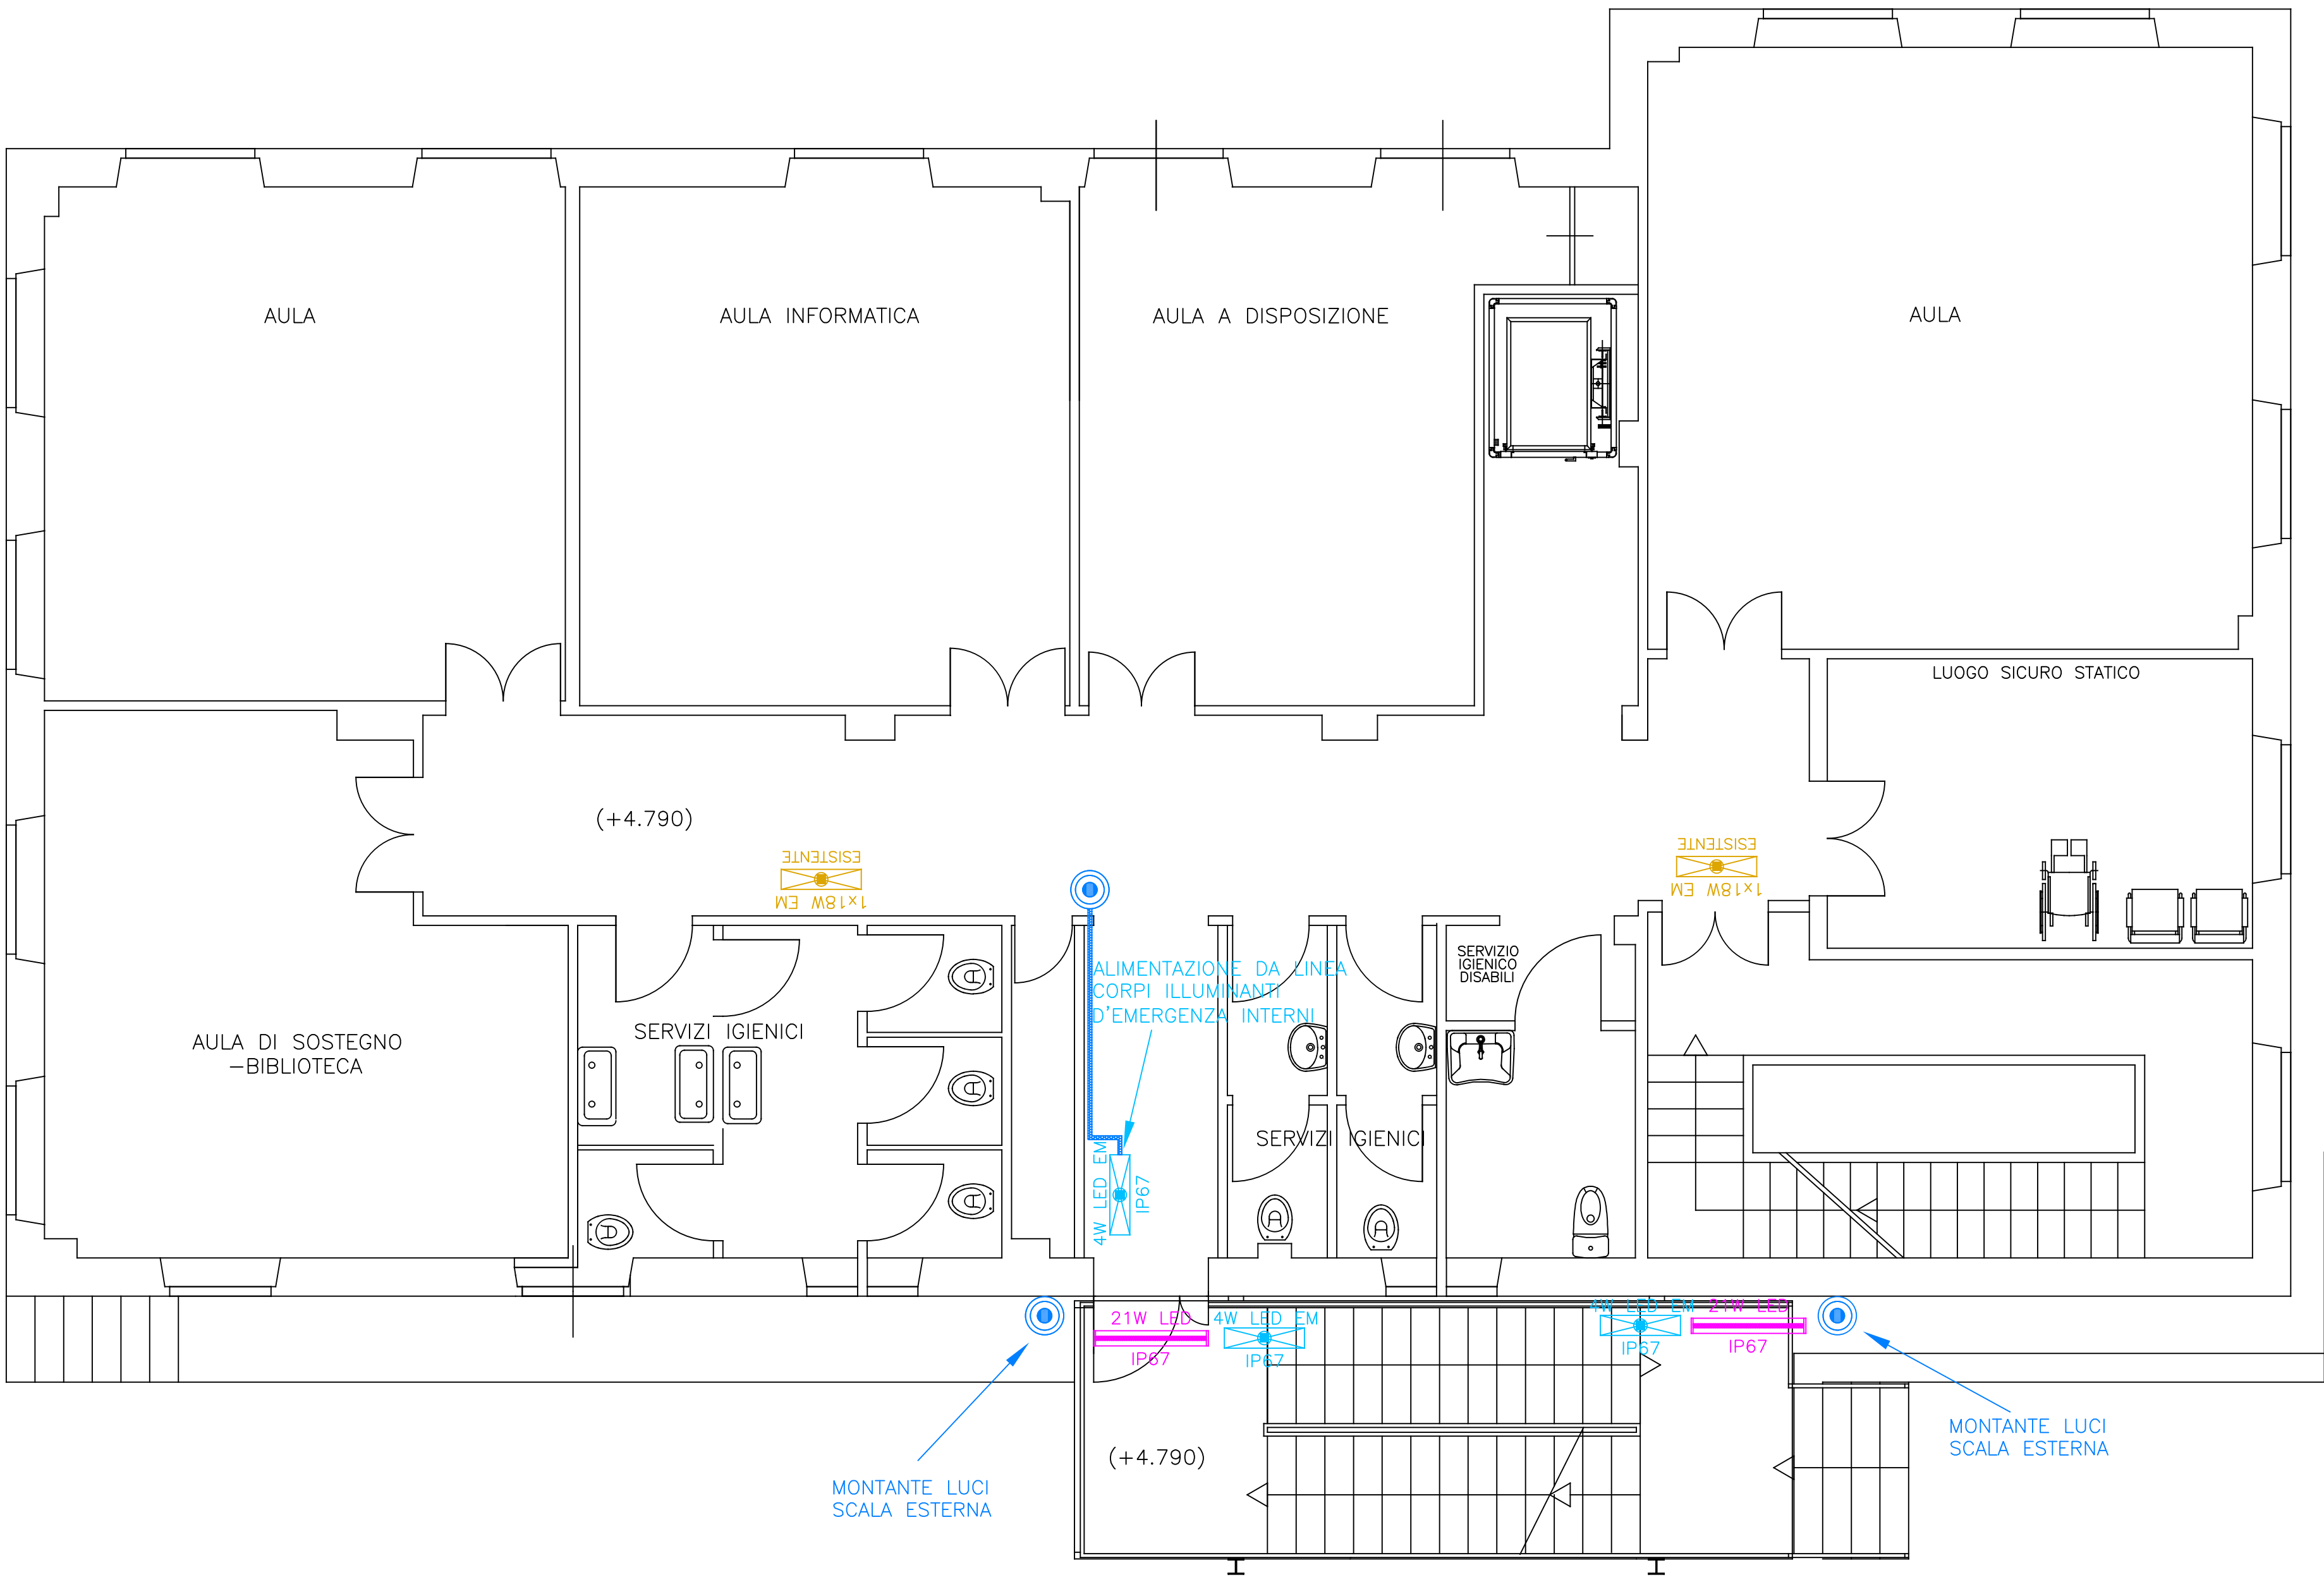 AULA
AULA INFORMATICA
AULA A DISPOSIZIONE
AULA
LUOGO SICURO STATICO
(+4.790)
ESISTENTE
1x18W EM
ESISTENTE
1x18W EM
SERVIZIO
IGIENICO
DISABILI
ALIMENTAZIONE DA LINEA
CORPI ILLUMINANTI
D'EMERGENZA INTERNI
AULA DI SOSTEGNO
-BIBLIOTECA
SERVIZI IGIENICI
SERVIZI IGIENICI
4W LED EM
IP67
21W LED
IP67
4W LED EM
IP67
4W LED EM
IP67
21W LED
IP67
(+4.790)
MONTANTE LUCI
SCALA ESTERNA
MONTANTE LUCI
SCALA ESTERNA